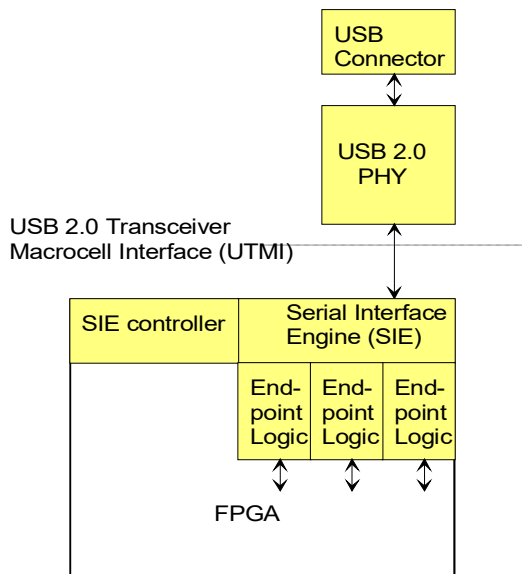 USB
Connector
USB 2.0
PHY
USB 2.0 Transceiver
Macrocell Interface (UTMI)
SIE controller
Serial Interface
Engine (SIE)
End-
point
Logic
End-
point
Logic
End-
point
Logic
FPGA